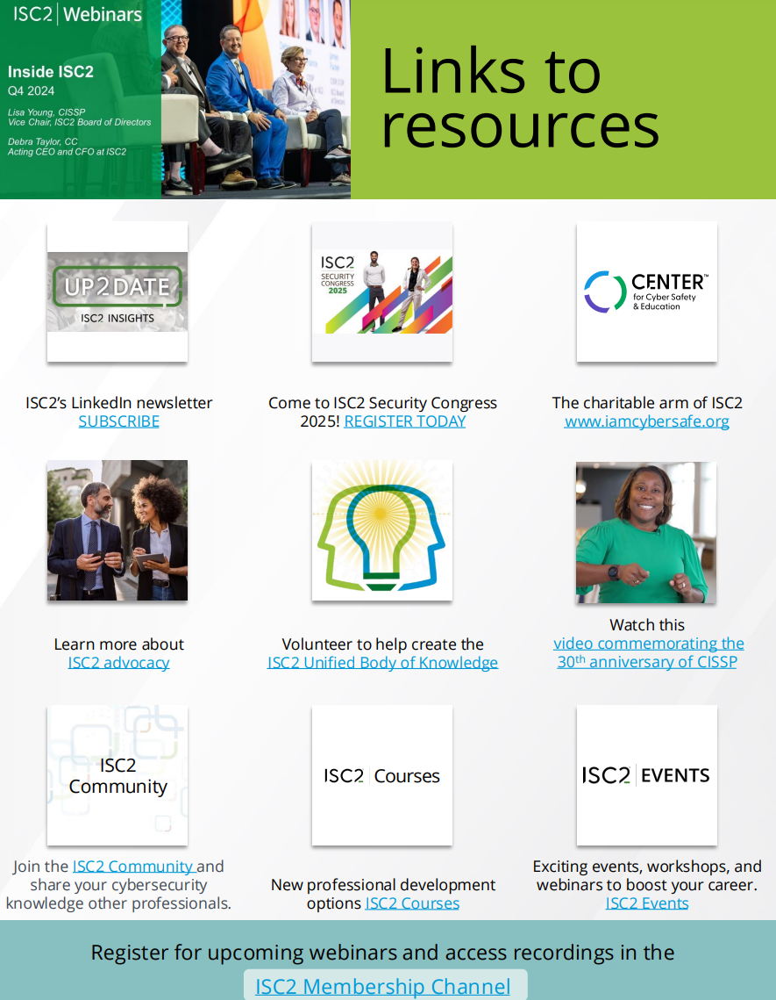 ISC2 | Webinars
Inside ISC2
Q4 2024
Lisa Young, CISSP
Vice Chair, ISC2 Board of Directors
Debra Taylor, CC
Acting CEO and CFO at ISC2
Links to
resources
UP2DATE
ISC2 INSIGHTS
ISC2’s LinkedIn newsletter
SUBSCRIBE
ISC2
SECURITY
CONGRESS
2025
Come to ISC2 Security Congress
2025! REGISTER TODAY
CENTER™
for Cyber Safety
& Education
The charitable arm of ISC2
www.iamcybersafe.org
Learn more about
ISC2 advocacy
Volunteer to help create the
ISC2 Unified Body of Knowledge
Watch this
video commemorating the
30th anniversary of CISSP
ISC2
Community
Join the ISC2 Community and
share your cybersecurity
knowledge other professionals.
ISC2 | Courses
New professional development
options ISC2 Courses
ISC2 | EVENTS
Exciting events, workshops, and
webinars to boost your career.
ISC2 Events
Register for upcoming webinars and access recordings in the
ISC2 Membership Channel